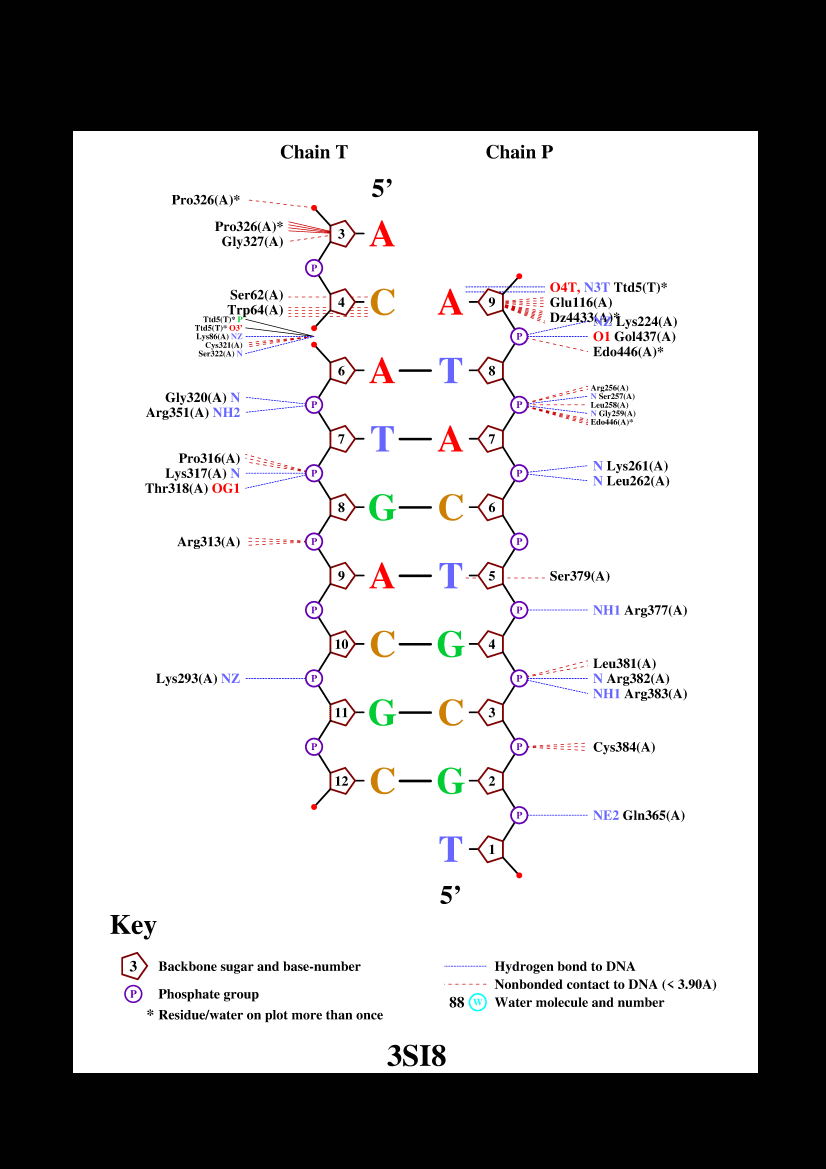 Chain T Chain P
5’
Pro326(A)*
Pro326(A)*
3 A
Gly327(A)
P
O4T, N3T Ttd5(T)*
Ser62(A)
4 C A 9
Glu116(A)
Trp64(A)
Dz4433(A)*
Ttd5(T)* P
NZ Lys224(A)
Ttd5(T)* O3'
Lys86(A) NZ
P O1 Gol437(A)
Cys321(A)
Ser322(A) N
Edo446(A)*
6 A T 8
Arg256(A)
Gly320(A) N
N Ser257(A)
P P Leu258(A)
Arg351(A) NH2
N Gly259(A)
Edo446(A)*
7 T A 7
Pro316(A)
N Lys261(A)
Lys317(A) N P P
N Leu262(A)
Thr318(A) OG1
8 G C 6
Arg313(A) P P
9 A T 5 Ser379(A)
P P NH1 Arg377(A)
10 C G 4
Leu381(A)
Lys293(A) NZ P P N Arg382(A)
NH1 Arg383(A)
11 G C 3
P P Cys384(A)
12 C G 2
P NE2 Gln365(A)
T 1
5’
Key
3 Backbone sugar and base-number
Hydrogen bond to DNA
Nonbonded contact to DNA (< 3.90A)
P Phosphate group
88 W Water molecule and number
* Residue/water on plot more than once
3SI8